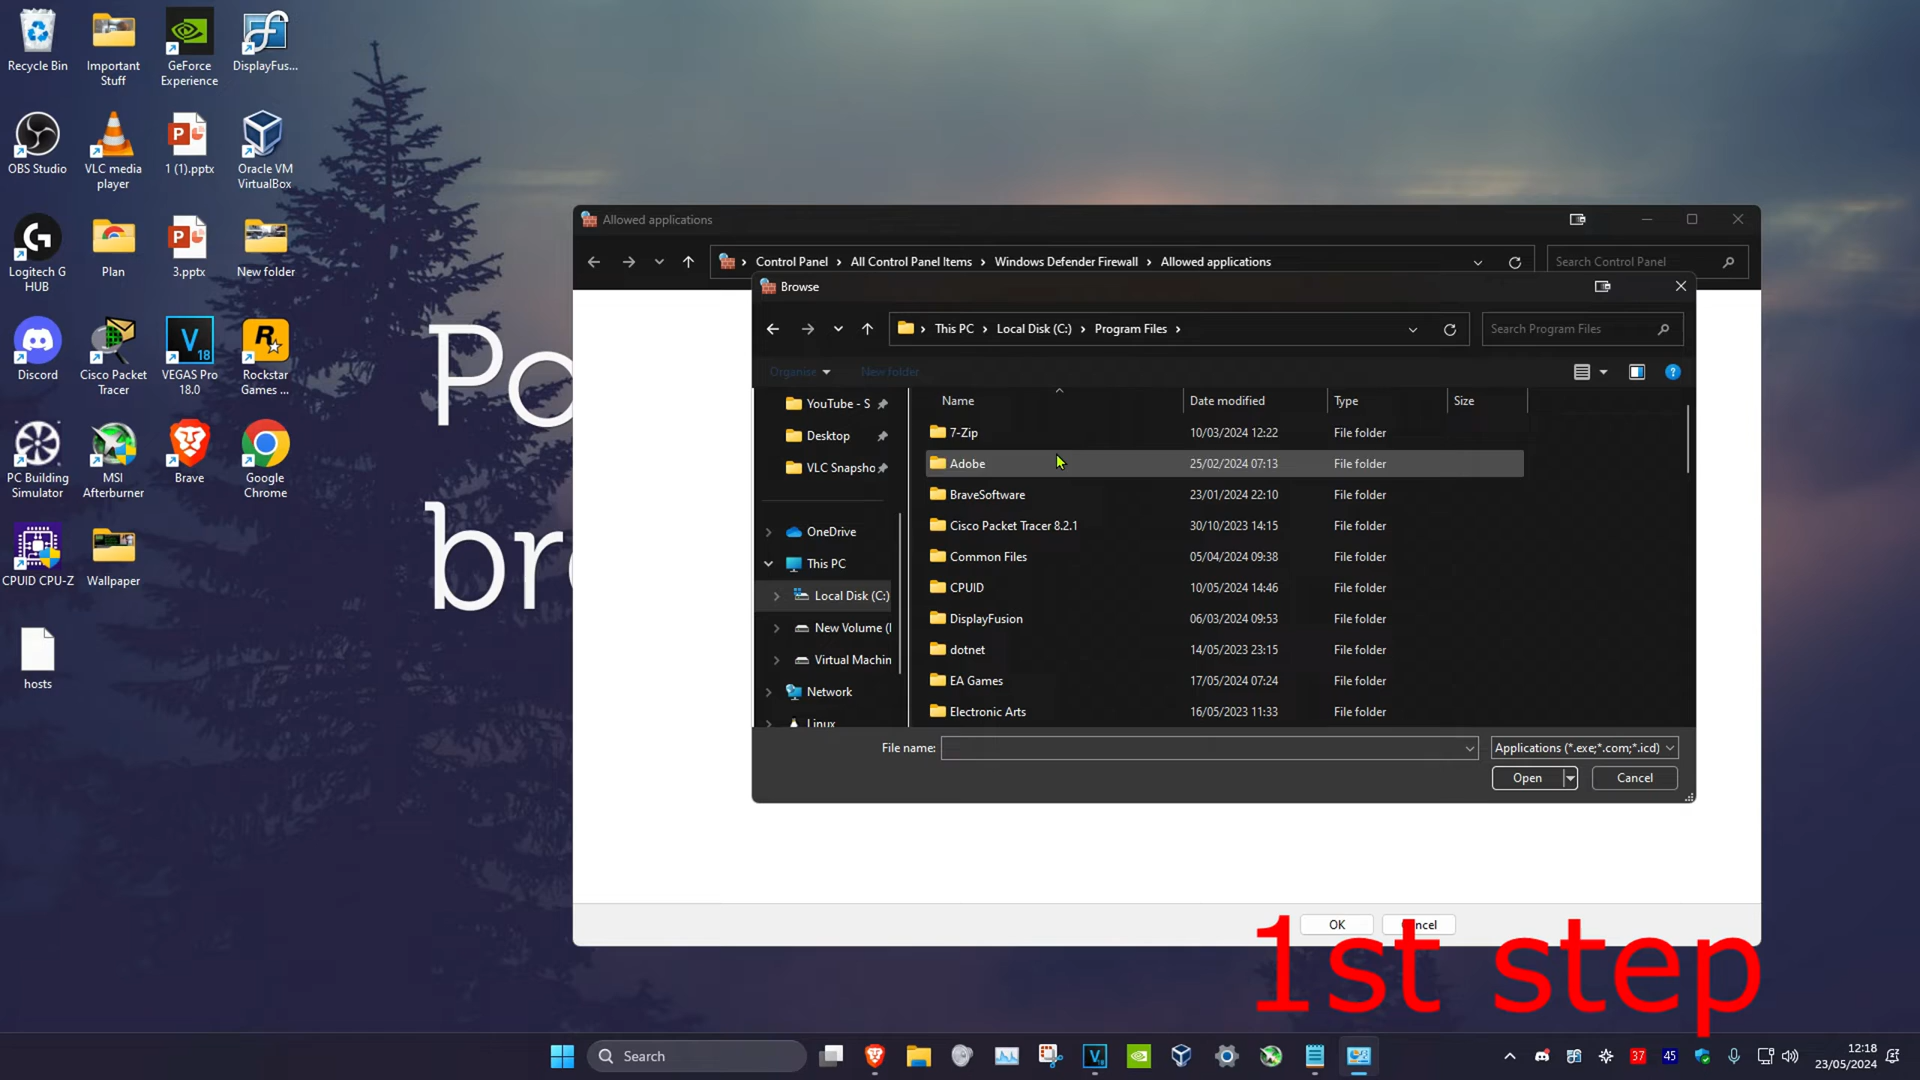 Recycle Bin
Important
Stuff
GeForce
Experience
DisplayFus...
OBS Studio
VLC media
player
1 (1).pptx
Oracle VM
VirtualBox
Logitech G
HUB
Plan
3.pptx
New folder
Discord
Cisco Packet
Tracer
VEGAS Pro
18.0
Rockstar
Games ...
PC Building
Simulator
MSI
Afterburner
Brave
Google
Chrome
CPUID CPU-Z
Wallpaper
hosts
Po
bro
Allowed applications
Control Panel > All Control Panel Items > Windows Defender Firewall > Allowed applications
Search Control Panel
Browse
This PC > Local Disk (C:) > Program Files >
Search Program Files
Organise
New folder
Name Date modified Type Size
YouTube - S
Desktop
VLC Snapsho
OneDrive
This PC
Local Disk (C:)
New Volume (
Virtual Machin
Network
Linux
7-Zip 10/03/2024 12:22 File folder
Adobe 25/02/2024 07:13 File folder
BraveSoftware 23/01/2024 22:10 File folder
Cisco Packet Tracer 8.2.1 30/10/2023 14:15 File folder
Common Files 05/04/2024 09:38 File folder
CPUID 10/05/2024 14:46 File folder
DisplayFusion 06/03/2024 09:53 File folder
dotnet 14/05/2023 23:15 File folder
EA Games 17/05/2024 07:24 File folder
Electronic Arts 16/05/2023 11:33 File folder
File name:
Applications (*.exe;*.com;*.icd)
Open
Cancel
OK
Cancel
1st step
Search
37
45
12:18
23/05/2024